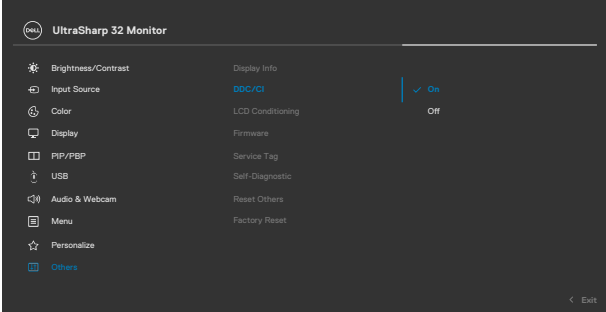 DELL UltraSharp 32 Monitor
Brightness/Contrast Display Info
Input Source DDC/CI On
Color LCD Conditioning Off
Display Firmware
PIP/PBP Service Tag
USB Self-Diagnostic
Audio & Webcam Reset Others
Menu Factory Reset
Personalize
Others
Exit